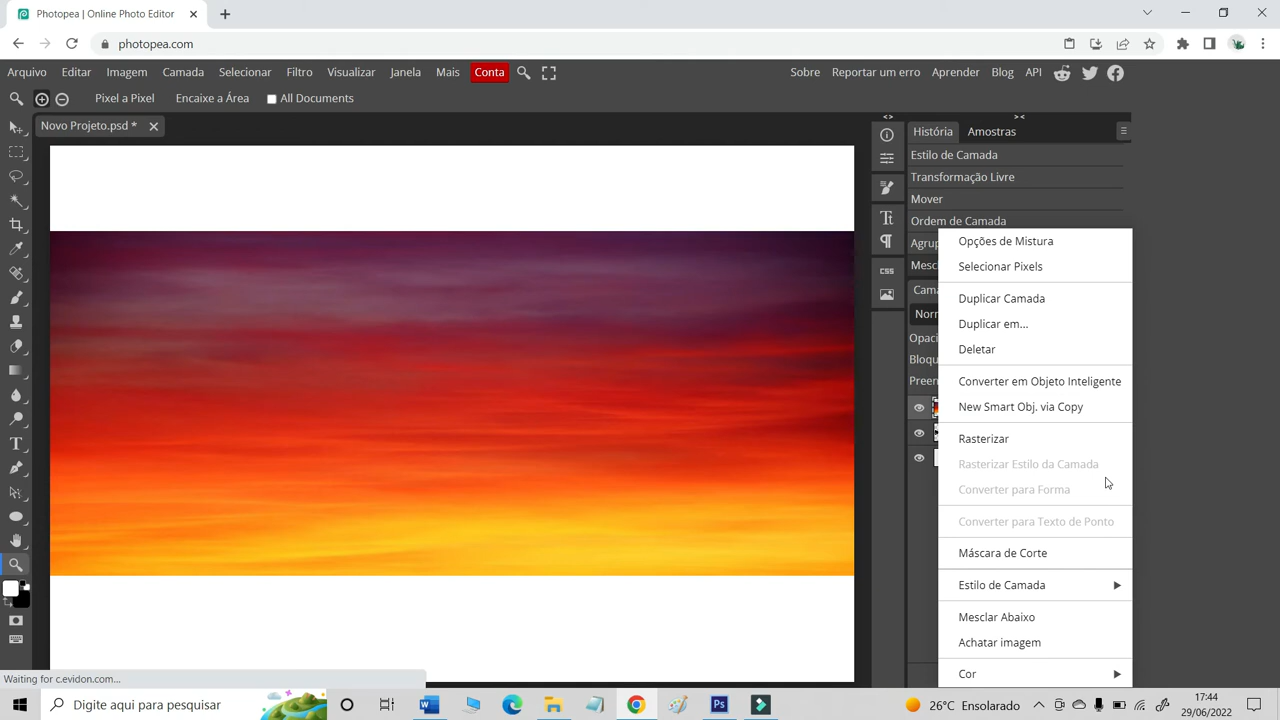 Photopea | Online Photo Editor
photopea.com
Arquivo Editar Imagem Camada Selecionar Filtro Visualizar Janela Mais Conta Sobre Reportar um erro Aprender Blog API
Pixel a Pixel Encaixe a Área All Documents
Novo Projeto.psd *
História Amostras
Estilo de Camada
Transformação Livre
Mover
Ordem de Camada
Agrup
Mescl
Cama
Norn
Opaci
Bloqu
Preen
CSS
Opções de Mistura
Selecionar Pixels
Duplicar Camada
Duplicar em...
Deletar
Converter em Objeto Inteligente
New Smart Obj. via Copy
Rasterizar
Rasterizar Estilo da Camada
Converter para Forma
Converter para Texto de Ponto
Máscara de Corte
Estilo de Camada
Mesclar Abaixo
Achatar imagem
Cor
Waiting for c.evidon.com...
Digite aqui para pesquisar
26°C Ensolarado
17:44
29/06/2022